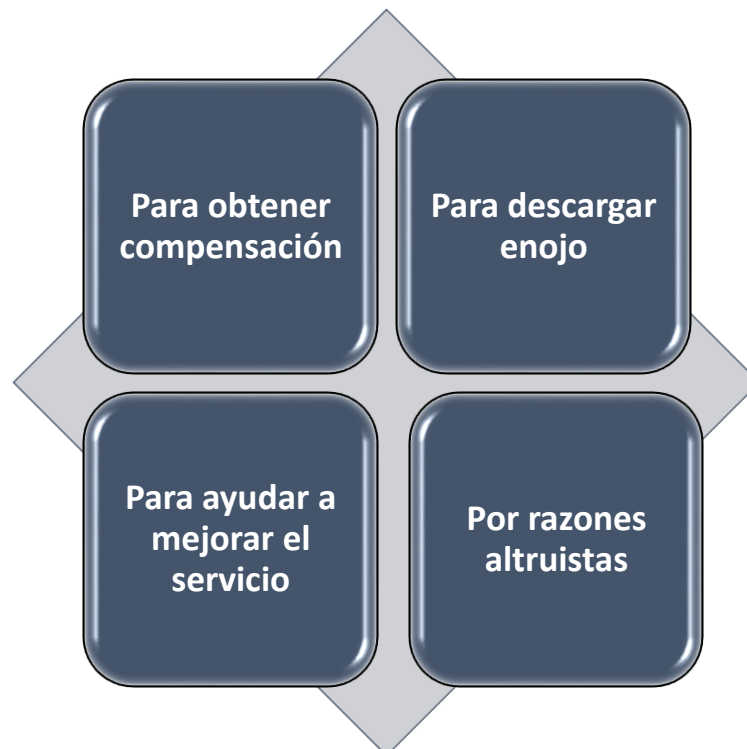 Para obtener
compensación
Para descargar
enojo
Para ayudar a
mejorar el
servicio
Por razones
altruistas